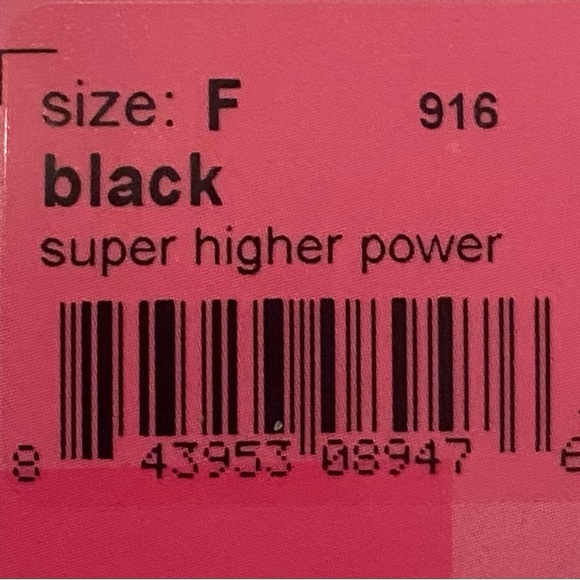 size: F 916
black
super higher power
8 43953 08947 6